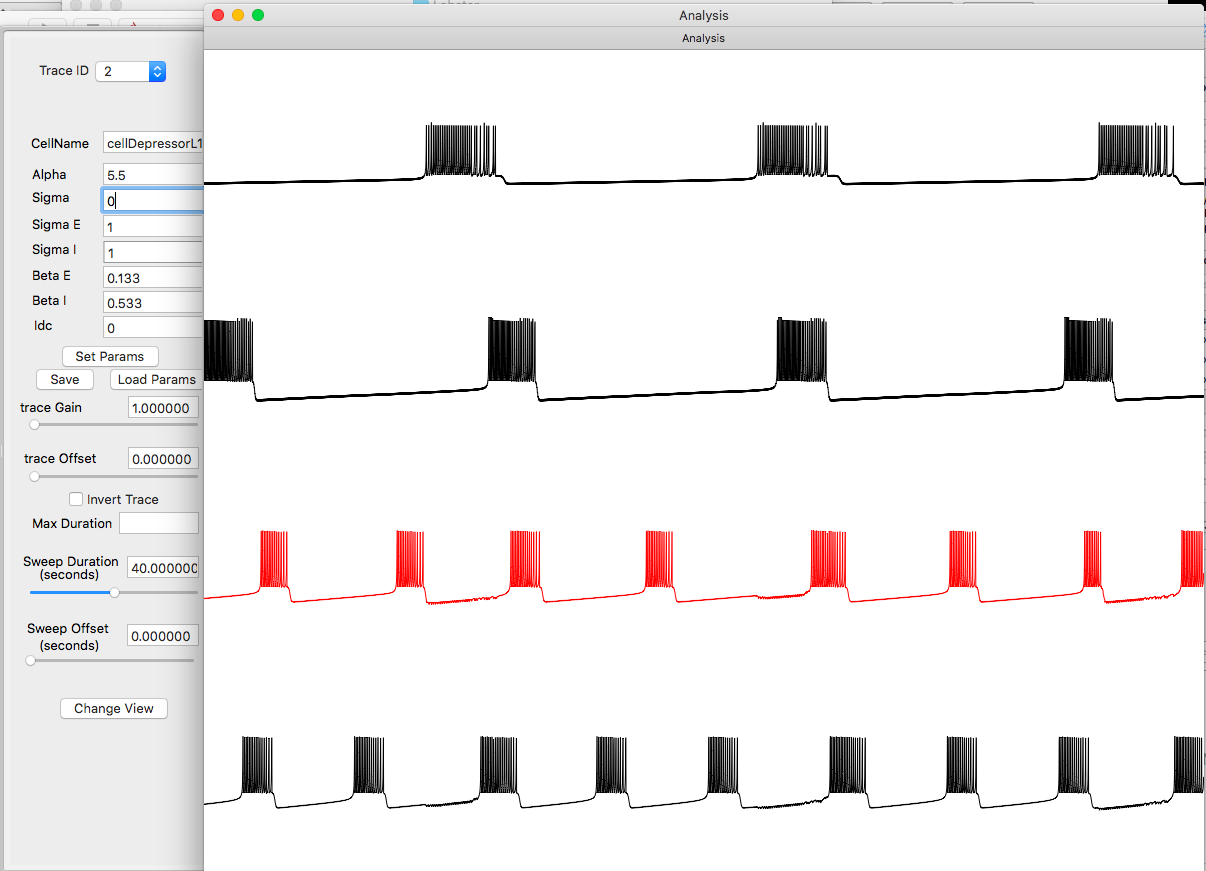 Analysis
Analysis
Trace ID 2
CellName cellDepressorL1
Alpha 5.5
Sigma 0
Sigma E 1
Sigma I 1
Beta E 0.133
Beta I 0.533
Idc 0
Set Params
Save Load Params
trace Gain 1.000000
trace Offset 0.000000
Invert Trace
Max Duration
Sweep Duration
(seconds) 40.000000
Sweep Offset
(seconds) 0.000000
Change View